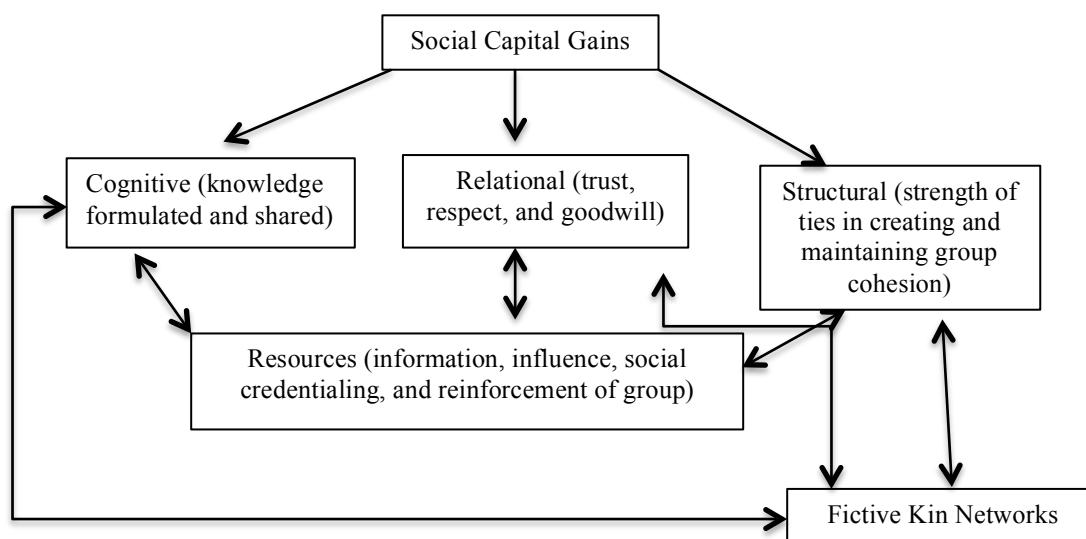 Social Capital Gains
Cognitive (knowledge
formulated and shared)
Relational (trust,
respect, and goodwill)
Structural (strength of
ties in creating and
maintaining group
cohesion)
Resources (information, influence, social
credentialing, and reinforcement of group)
Fictive Kin Networks